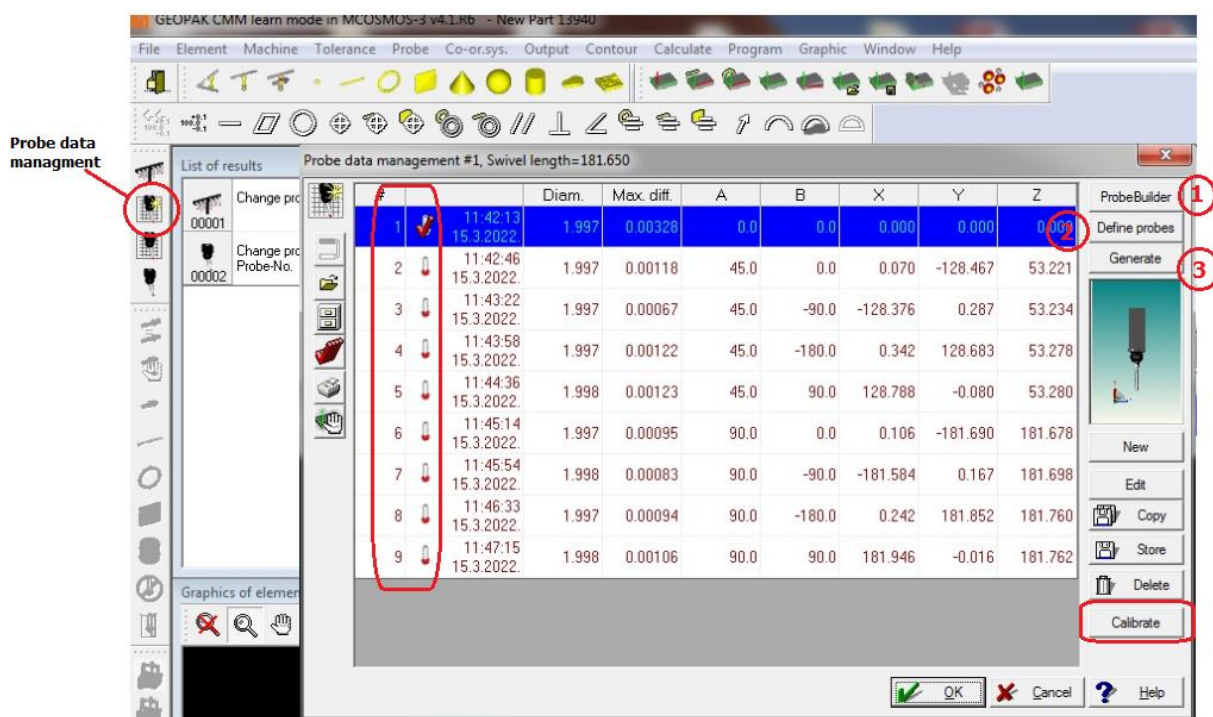 GEOPAK CMM learn mode in MCOSMOS-3 v4.1.R6 - New Part 13940
File Element Machine Tolerance Probe Co-or.sys. Output Contour Calculate Program Graphic Window Help
Probe data
managment
List of results
Change pro
00001
Change pro
Probe-No.
00002
Graphics of elemen
Probe data management #1, Swivel length=181.650
# Diam. Max. diff. A B X Y Z
1 11:42:13 15.3.2022. 1.997 0.00328 0.0 0.0 0.000 0.000 0.000
2 11:42:46 15.3.2022. 1.997 0.00118 45.0 0.0 0.070 -128.467 53.221
3 11:43:22 15.3.2022. 1.997 0.00067 45.0 -90.0 -128.376 0.287 53.234
4 11:43:58 15.3.2022. 1.997 0.00122 45.0 -180.0 0.342 128.683 53.278
5 11:44:36 15.3.2022. 1.998 0.00123 45.0 90.0 128.788 -0.080 53.280
6 11:45:14 15.3.2022. 1.997 0.00095 90.0 0.0 0.106 -181.690 181.678
7 11:45:54 15.3.2022. 1.998 0.00083 90.0 -90.0 -181.584 0.167 181.698
8 11:46:33 15.3.2022. 1.997 0.00094 90.0 -180.0 0.242 181.852 181.760
9 11:47:15 15.3.2022. 1.998 0.00106 90.0 90.0 181.946 -0.016 181.762
ProbeBuilder
1
Define probes
2
Generate
3
New
Edit
Copy
Store
Delete
Calibrate
OK
Cancel
Help